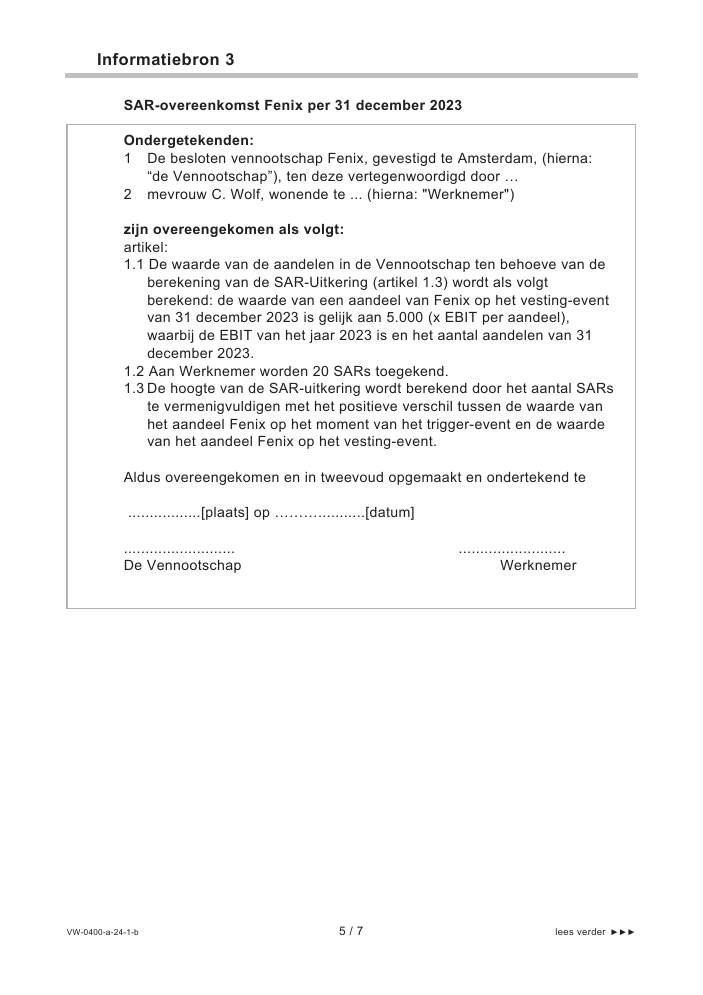 Informatiebron 3
SAR-overeenkomst Fenix per 31 december 2023
Ondergetekenden:
1 De besloten vennootschap Fenix, gevestigd te Amsterdam, (hierna:
“de Vennootschap”), ten deze vertegenwoordigd door …
2 mevrouw C. Wolf, wonende te ... (hierna: "Werknemer")
zijn overeengekomen als volgt:
artikel:
1.1 De waarde van de aandelen in de Vennootschap ten behoeve van de
berekening van de SAR-Uitkering (artikel 1.3) wordt als volgt
berekend: de waarde van een aandeel van Fenix op het vesting-event
van 31 december 2023 is gelijk aan 5.000 (x EBIT per aandeel),
waarbij de EBIT van het jaar 2023 is en het aantal aandelen van 31
december 2023.
1.2 Aan Werknemer worden 20 SARs toegekend.
1.3 De hoogte van de SAR-uitkering wordt berekend door het aantal SARs
te vermenigvuldigen met het positieve verschil tussen de waarde van
het aandeel Fenix op het moment van het trigger-event en de waarde
van het aandeel Fenix op het vesting-event.
Aldus overeengekomen en in tweevoud opgemaakt en ondertekend te
.................[plaats] op ………...........[datum]
.......................... .........................
De Vennootschap Werknemer
VW-0400-a-24-1-b 5 / 7 lees verder ►►►